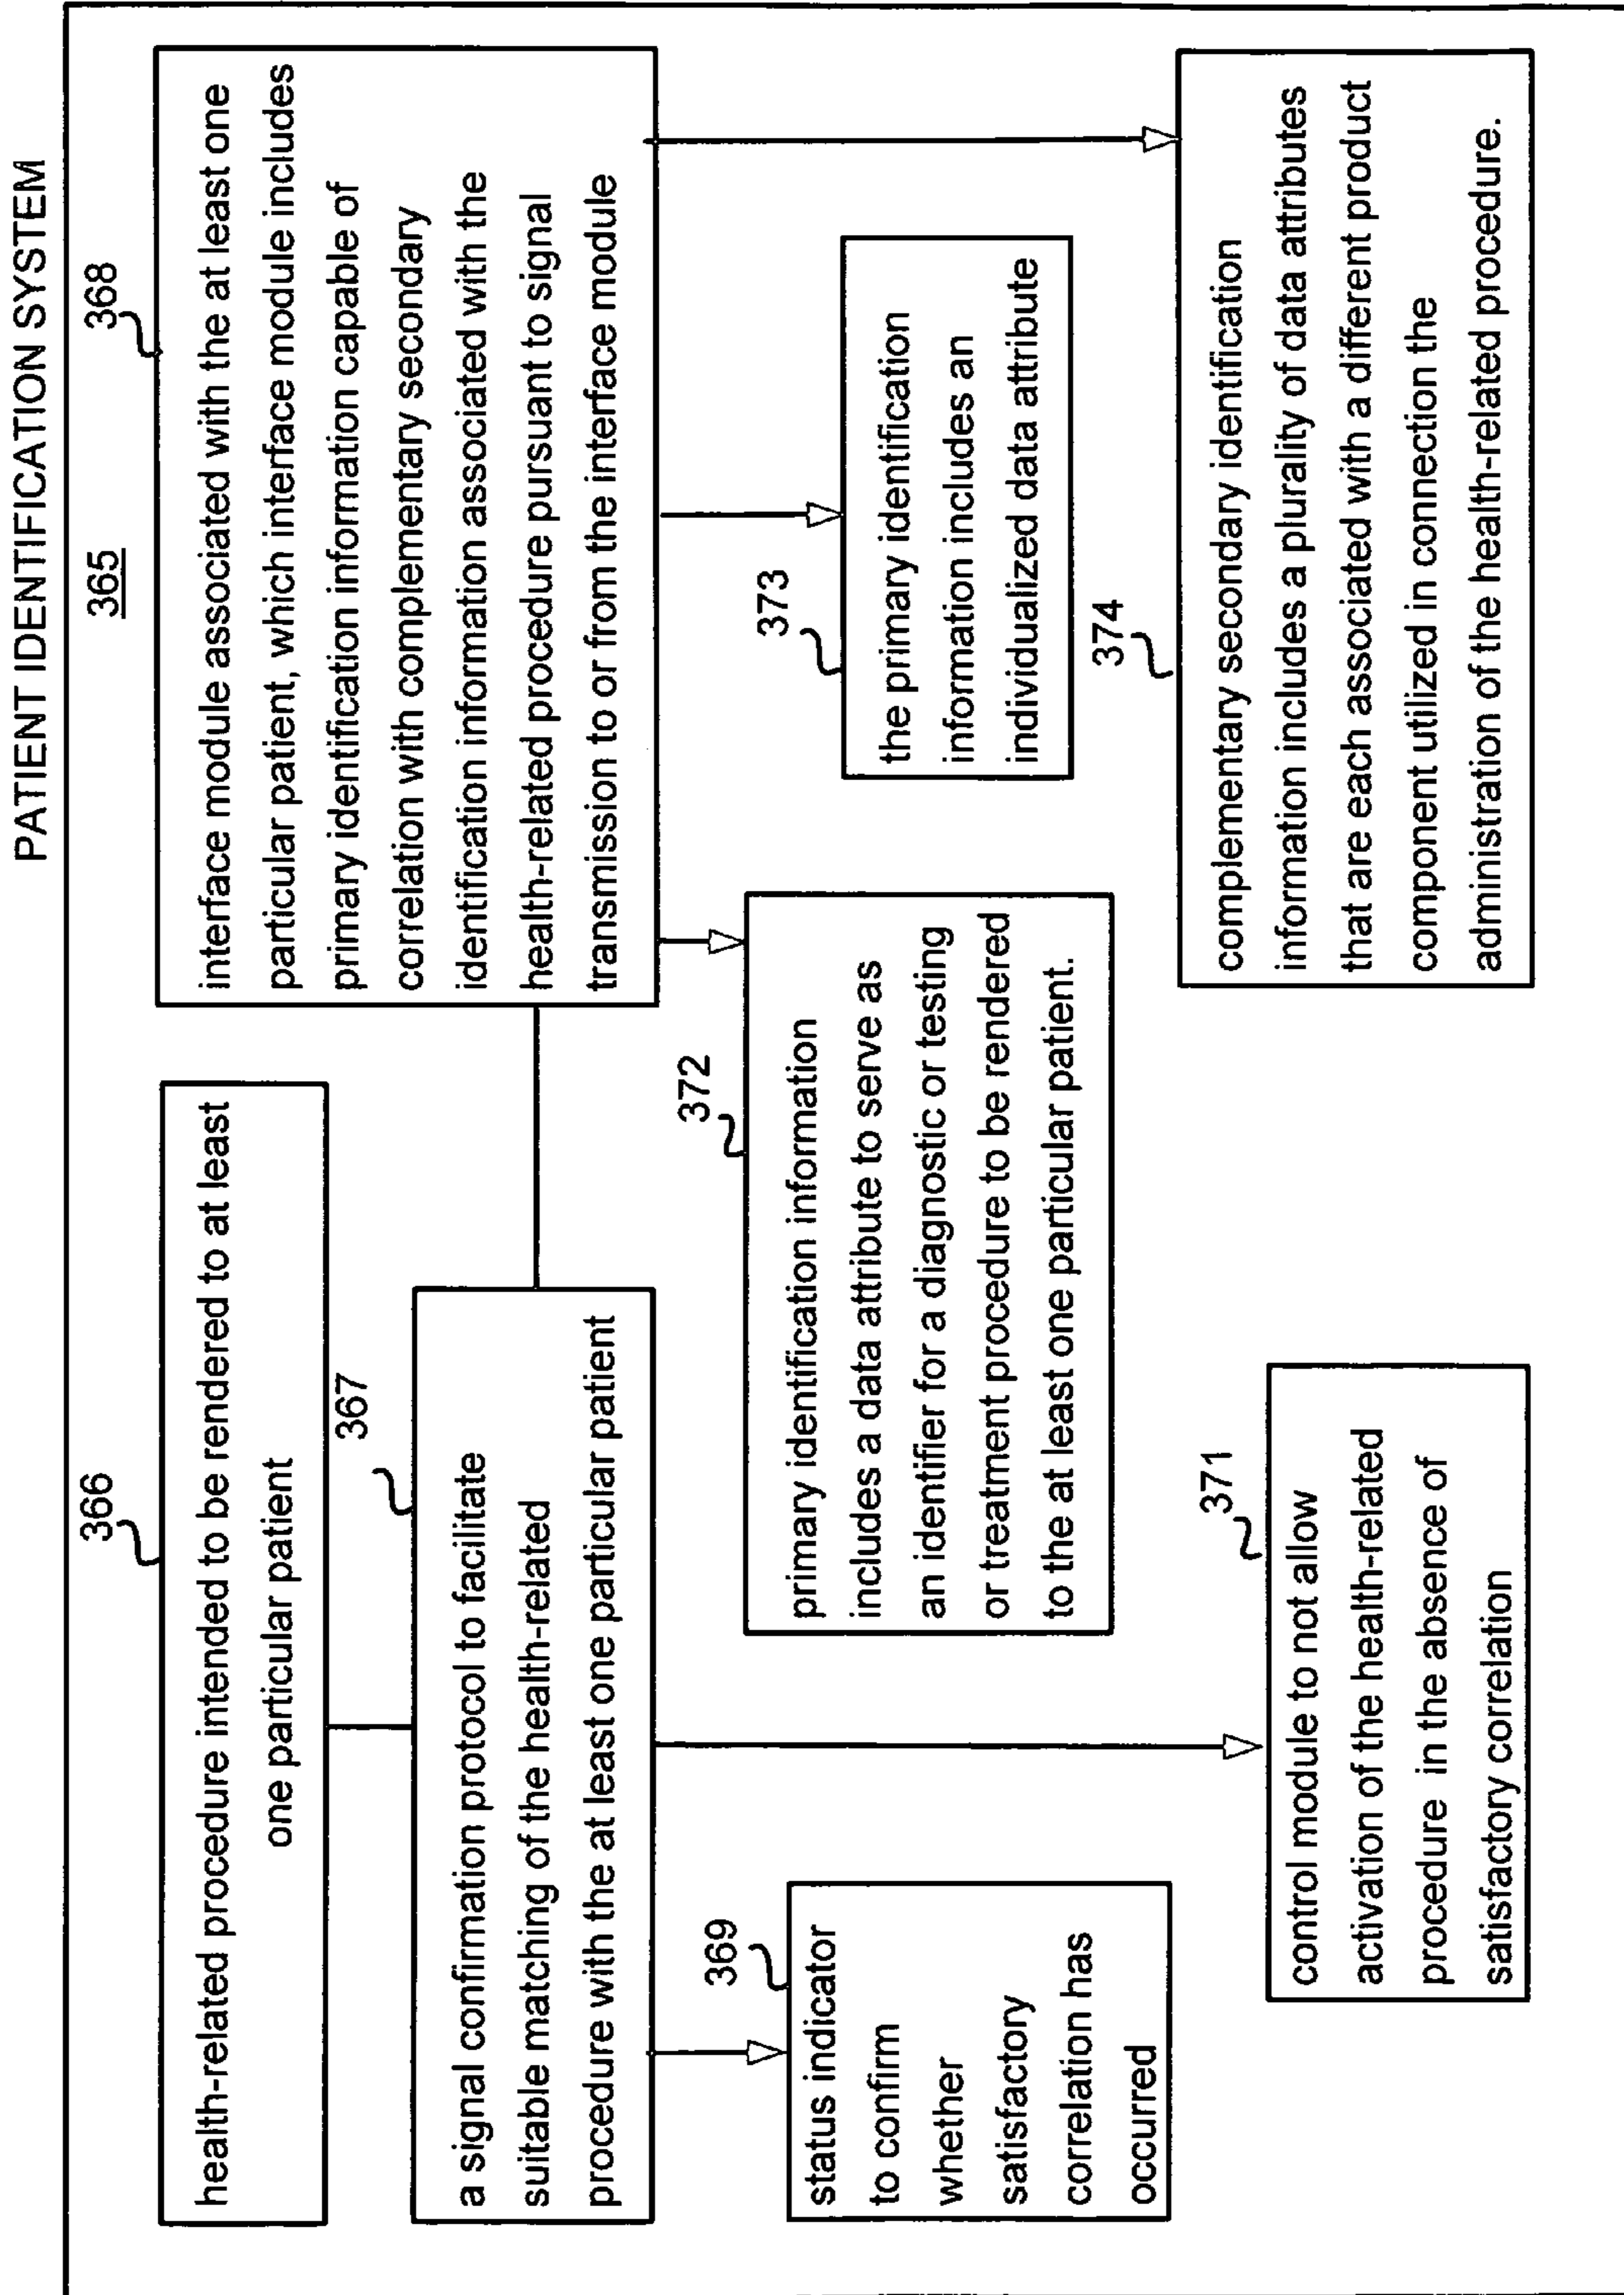 PATIENT IDENTIFICATION SYSTEM
365
366
health-related procedure intended to be rendered to at least
one particular patient
367
a signal confirmation protocol to facilitate
suitable matching of the health-related
procedure with the at least one particular patient
368
interface module associated with the at least one
particular patient, which interface module includes
primary identification information capable of
correlation with complementary secondary
identification information associated with the
health-related procedure pursuant to signal
transmission to or from the interface module
369
status indicator
to confirm
whether
satisfactory
correlation has
occurred
371
control module to not allow
activation of the health-related
procedure in the absence of
satisfactory correlation
372
primary identification information
includes a data attribute to serve as
an identifier for a diagnostic or testing
or treatment procedure to be rendered
to the at least one particular patient.
373
the primary identification
information includes an
individualized data attribute
374
complementary secondary identification
information includes a plurality of data attributes
that are each associated with a different product
component utilized in connection the
administration of the health-related procedure.